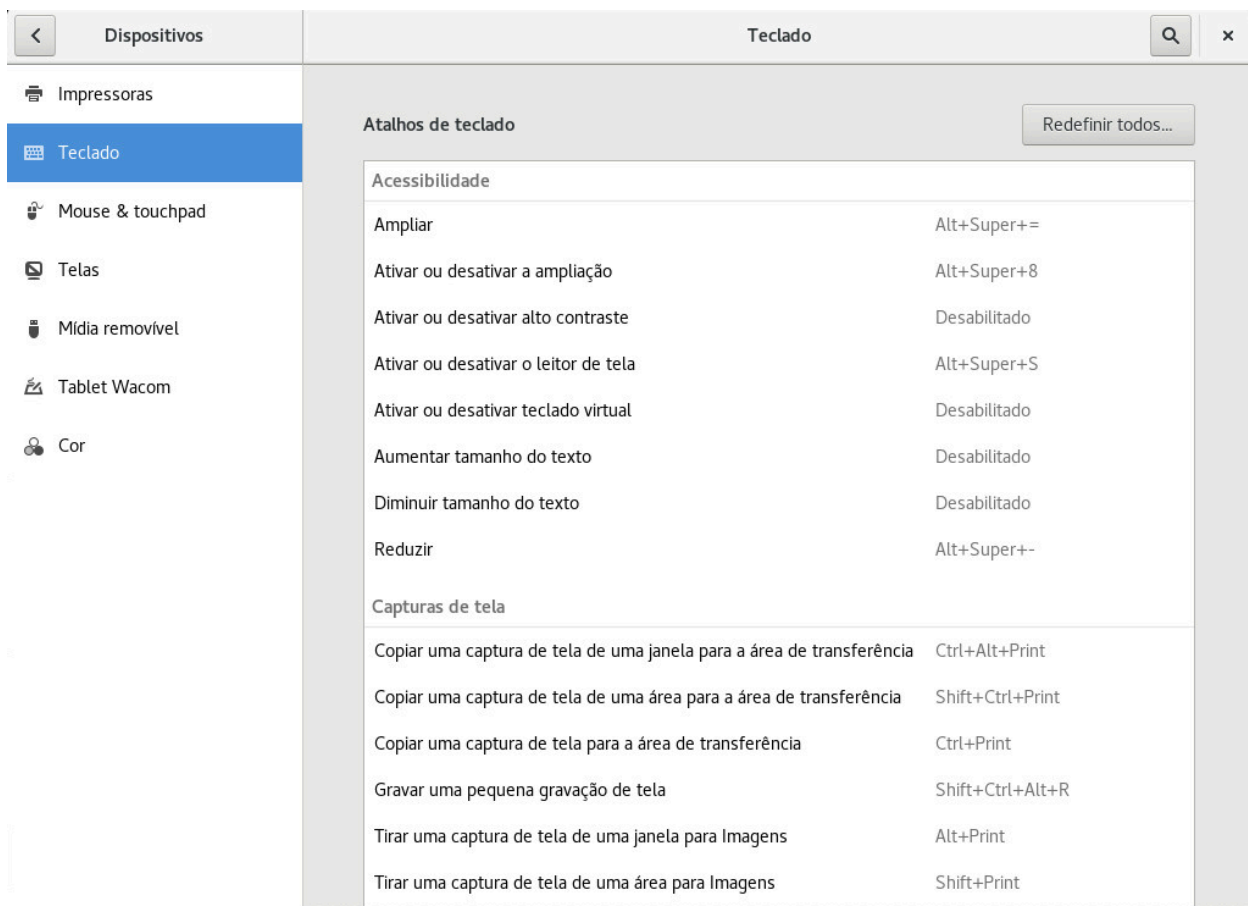 Dispositivos
Teclado
Impressoras
Teclado
Mouse & touchpad
Telas
Mídia removível
Tablet Wacom
Cor
Atalhos de teclado
Redefinir todos...
Acessibilidade
Ampliar Alt+Super+=
Ativar ou desativar a ampliação Alt+Super+8
Ativar ou desativar alto contraste Desabilitado
Ativar ou desativar o leitor de tela Alt+Super+S
Ativar ou desativar teclado virtual Desabilitado
Aumentar tamanho do texto Desabilitado
Diminuir tamanho do texto Desabilitado
Reduzir Alt+Super+-
Capturas de tela
Copiar uma captura de tela de uma janela para a área de transferência Ctrl+Alt+Print
Copiar uma captura de tela de uma área para a área de transferência Shift+Ctrl+Print
Copiar uma captura de tela para a área de transferência Ctrl+Print
Gravar uma pequena gravação de tela Shift+Ctrl+Alt+R
Tirar uma captura de tela de uma janela para Imagens Alt+Print
Tirar uma captura de tela de uma área para Imagens Shift+Print